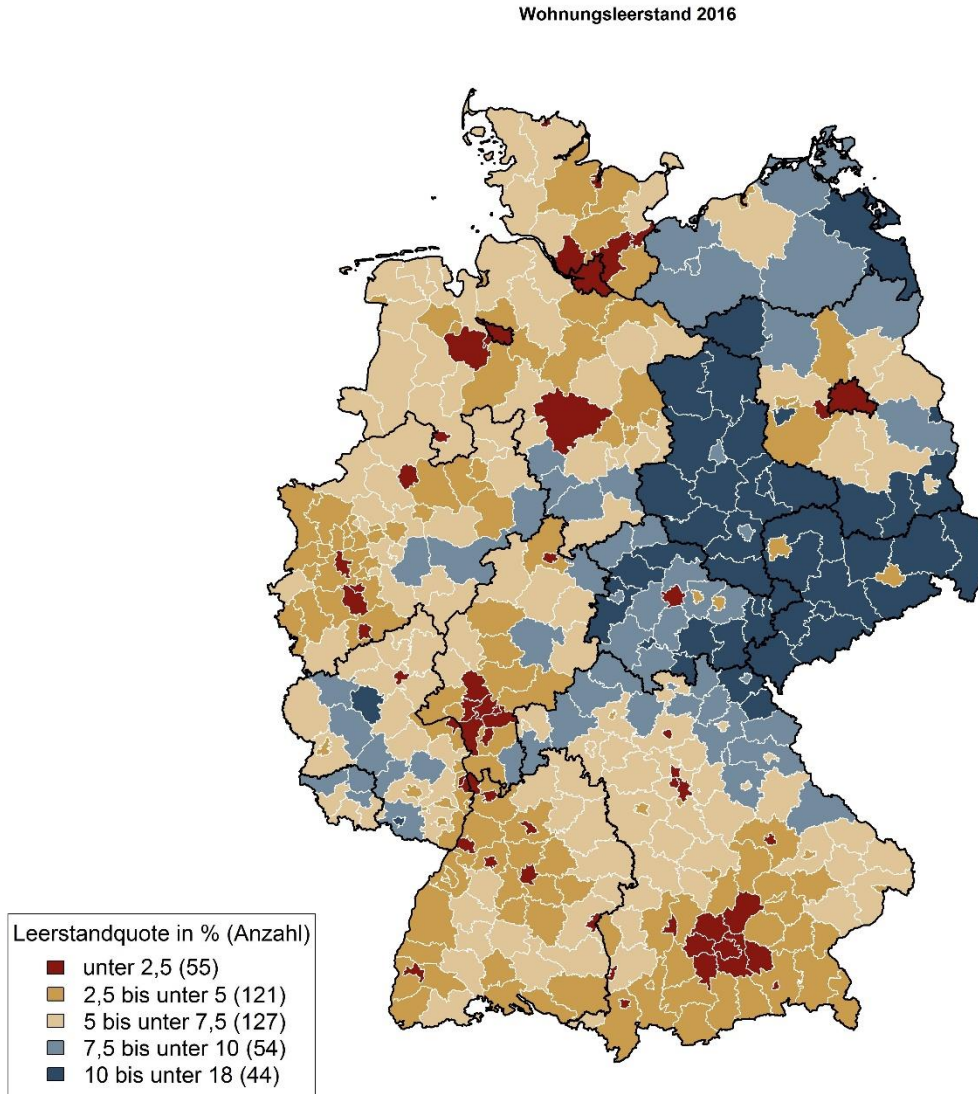 Wohnungsleerstand 2016
Leerstandquote in % (Anzahl)
unter 2,5 (55)
2,5 bis unter 5 (121)
5 bis unter 7,5 (127)
7,5 bis unter 10 (54)
10 bis unter 18 (44)